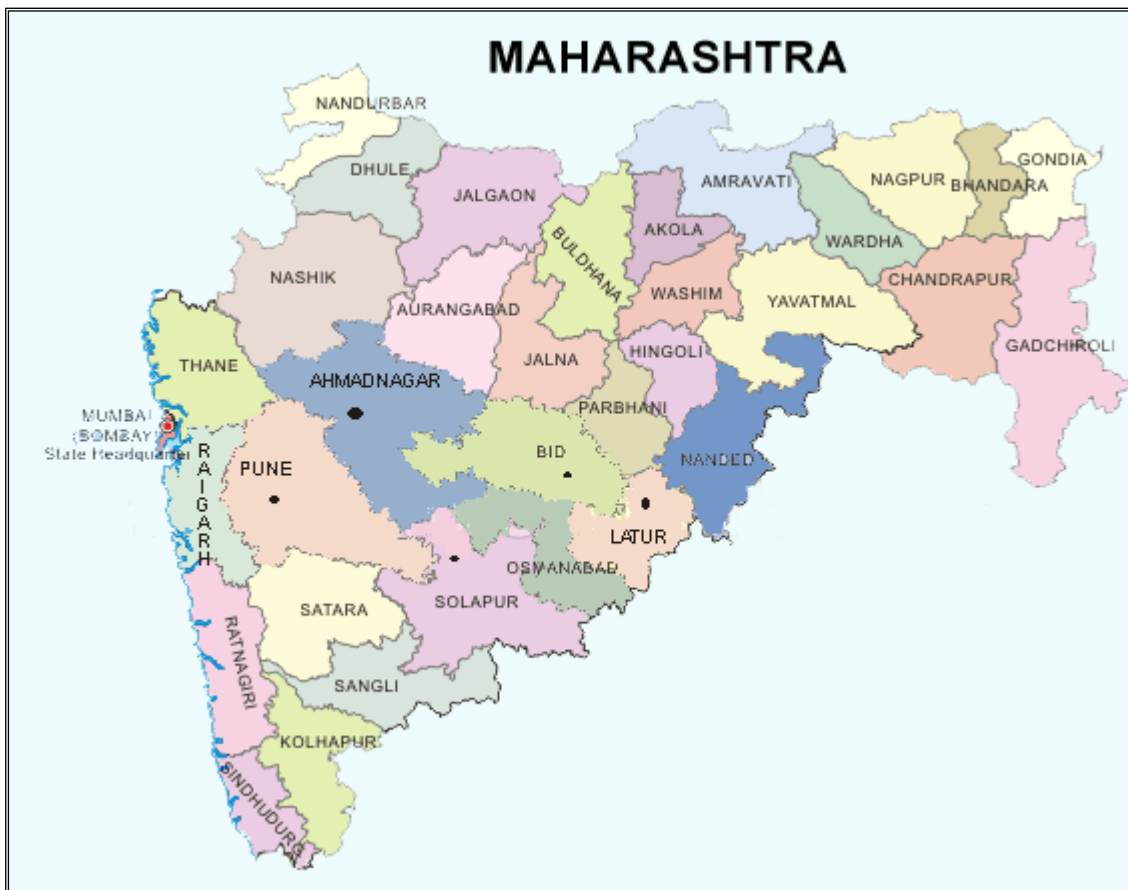 MAHARASHTRA
NANDURBAR
DHULE
JALGAON
BULDHANA
AKOLA
AMRAVATI
NAGPUR
BHANDARA
GONDIA
WARDHA
NASHIK
AURANGABAD
JALNA
WASHIM
YAVATMAL
CHANDRAPUR
HINGOLI
GADCHIROLI
THANE
AHMADNAGAR
PARBHANI
MUMBAI
(BOMBAY)
State Headquarter
RAIGARH
PUNE
BID
NANDED
LATUR
OSMANABAD
SATARA
SOLAPUR
RATNAGIRI
SANGLI
KOLHAPUR
SINDHUDURG